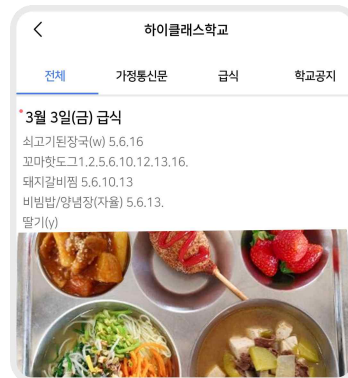 하이클래스학교
전체 가정통신문 급식 학교공지
* 3월 3일(금) 급식
쇠고기된장국(w) 5.6.16
꼬마핫도그1.2.5.6.10.12.13.16.
돼지갈비찜 5.6.10.13
비빔밥/양념장(자율) 5.6.13.
딸기(y)